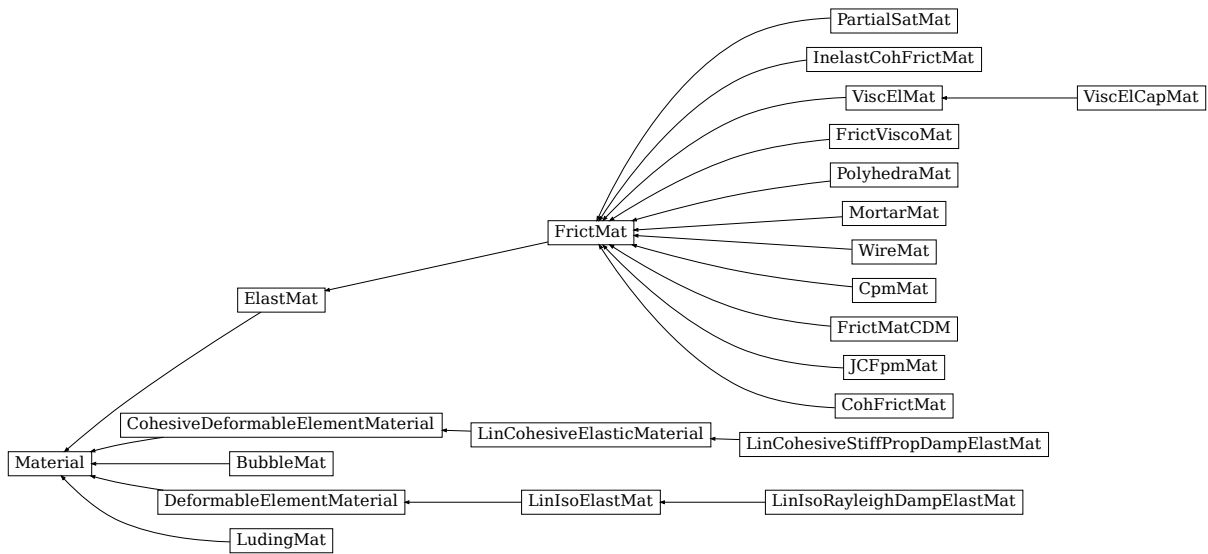 PartialSatMat
InelastCohFrictMat
ViscElMat
ViscElCapMat
FrictViscoMat
PolyhedraMat
MortarMat
FrictMat
WireMat
CpmMat
ElastMat
FrictMatCDM
JCFpmMat
CohFrictMat
CohesiveDeformableElementMaterial
LinCohesiveElasticMaterial
LinCohesiveStiffPropDampElastMat
Material
BubbleMat
DeformableElementMaterial
LinIsoElastMat
LinIsoRayleighDampElastMat
LudingMat